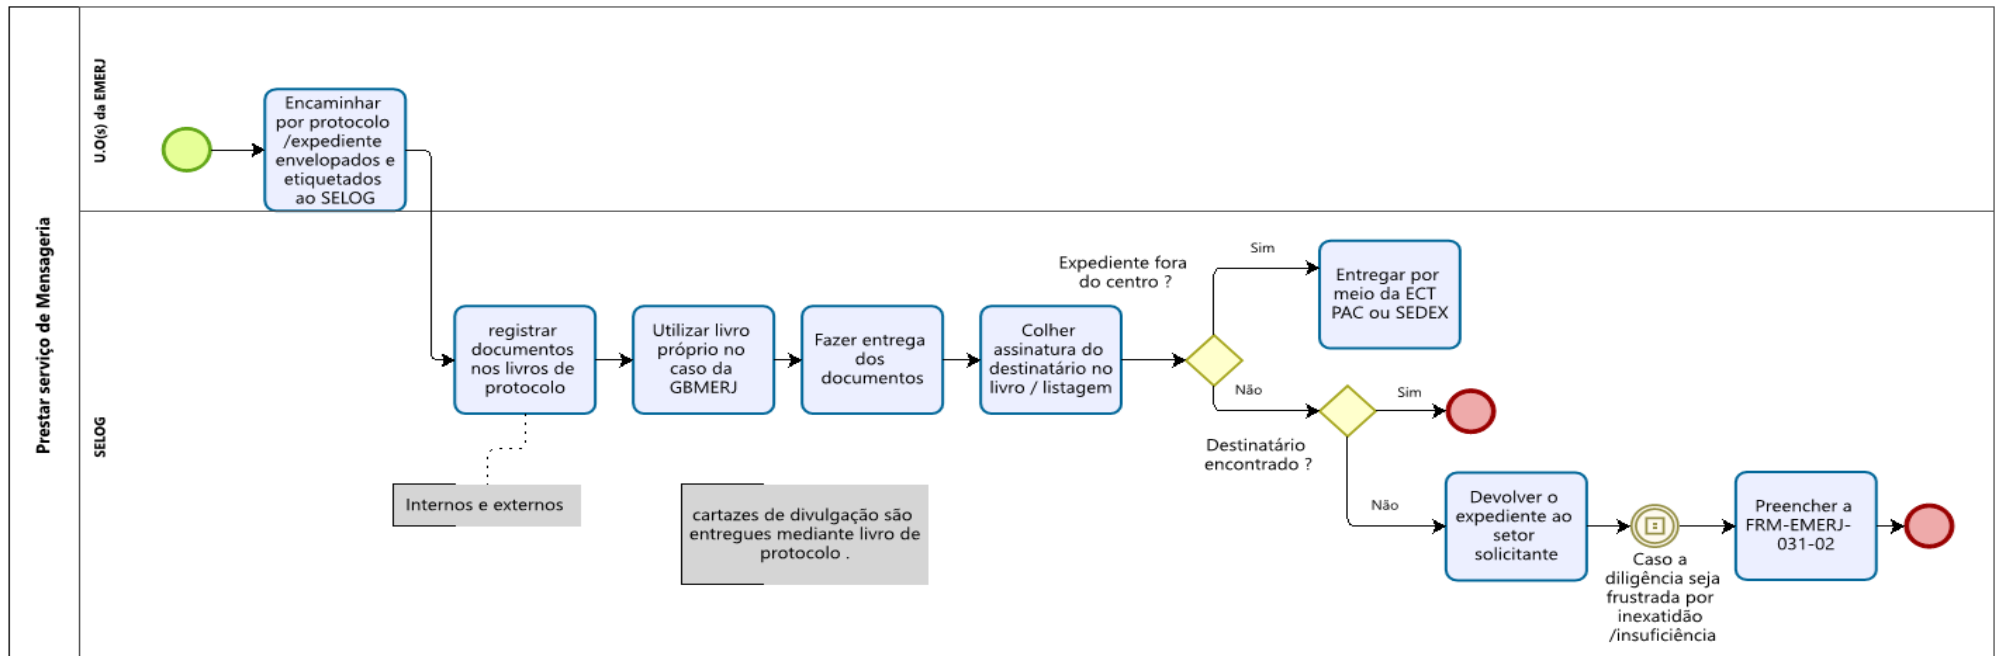 Prestar serviço de Mensageria
U.O(s) da EMERJ
Encaminhar
por protocolo
/expediente
envelopados e
etiquetados
ao SELOG
SELOG
registrar
documentos
nos livros de
protocolo
Internos e externos
Utilizar livro
próprio no
caso da
GBMERJ
cartazes de divulgação são
entregues mediante livro de
protocolo .
Fazer entrega
dos
documentos
Colher
assinatura do
destinatário no
livro / listagem
Expediente fora
do centro ?
Sim
Entregar por
meio da ECT
PAC ou SEDEX
Não
Destinatário
encontrado ?
Sim
Não
Devolver o
expediente ao
setor
solicitante
Caso a
diligência seja
frustrada por
inexatidão
/insuficiência
Preencher a
FRM-EMERJ-
031-02